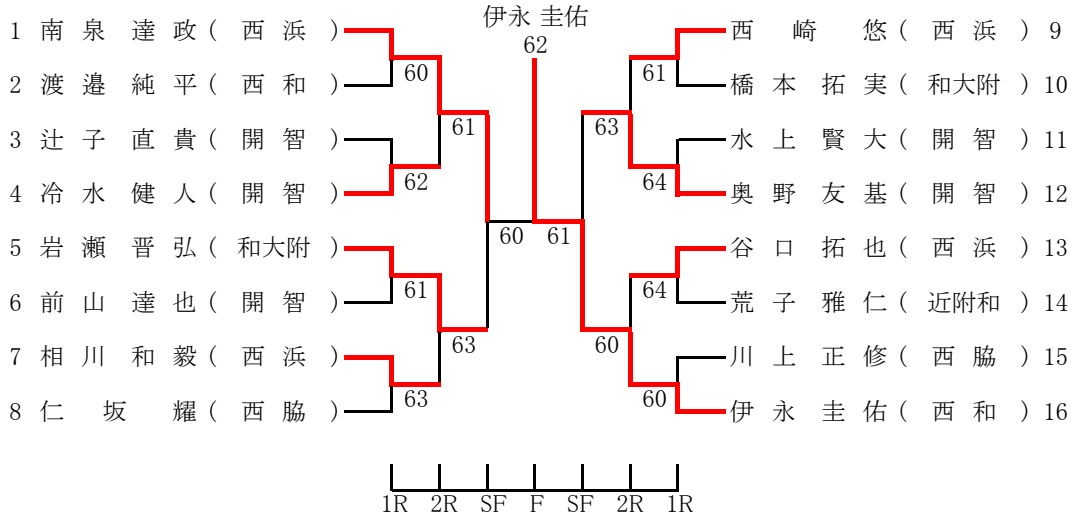 伊永 圭佑
62
1 南泉達政(西浜)
2 渡邉純平(西和)
3 辻子直貴(開智)
4 冷水健人(開智)
5 岩瀬晋弘(和大附)
6 前山達也(開智)
7 相川和毅(西浜)
8 仁坂耀(西脇)
60
62
61
63
61
63
60
61
63
60
61
64
64
60
西崎悠(西浜) 9
橋本拓実(和大附) 10
水上賢大(開智) 11
奥野友基(開智) 12
谷口拓也(西浜) 13
荒子雅仁(近附和) 14
川上正修(西脇) 15
伊永圭佑(西和) 16
1R 2R SF F SF 2R 1R